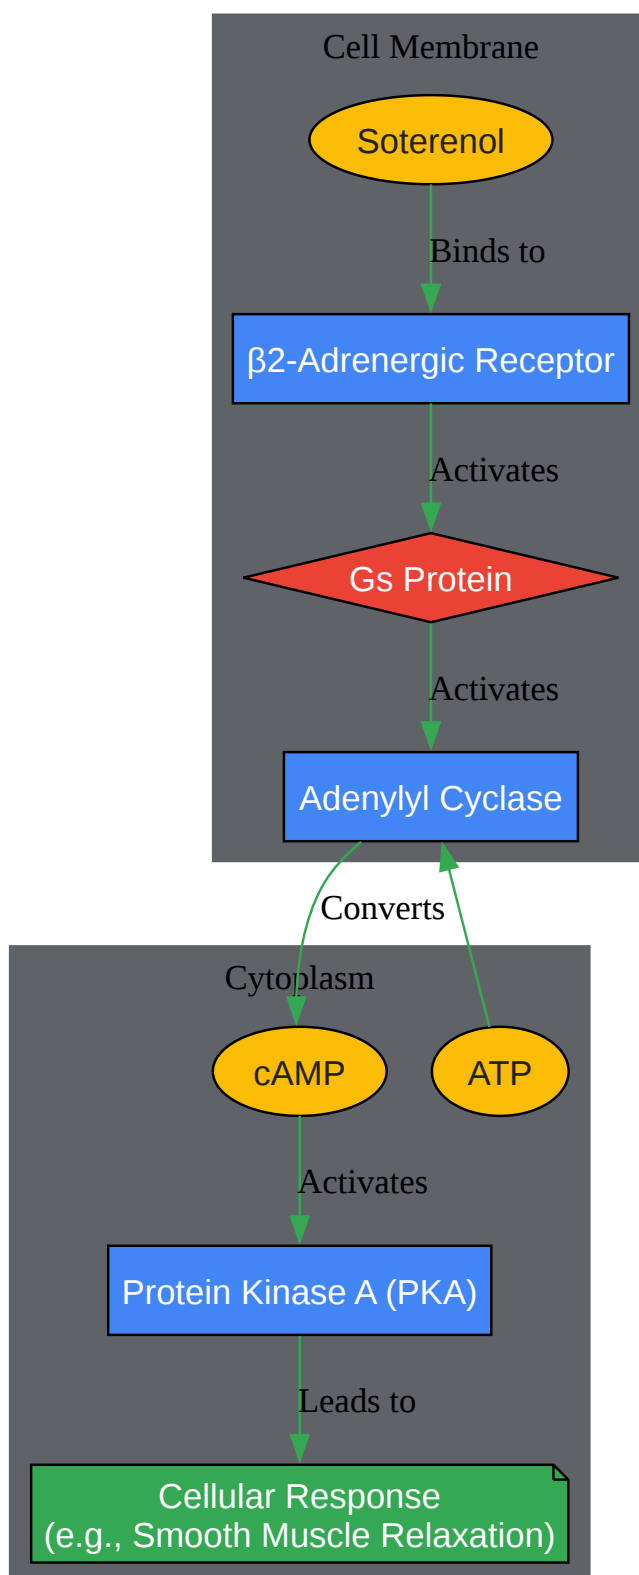 Cell Membrane
Soterenol
Binds to
β2-Adrenergic Receptor
Activates
Gs Protein
Activates
Adenylyl Cyclase
Converts
Cytoplasm
cAMP
ATP
Activates
Protein Kinase A (PKA)
Leads to
Cellular Response
(e.g., Smooth Muscle Relaxation)